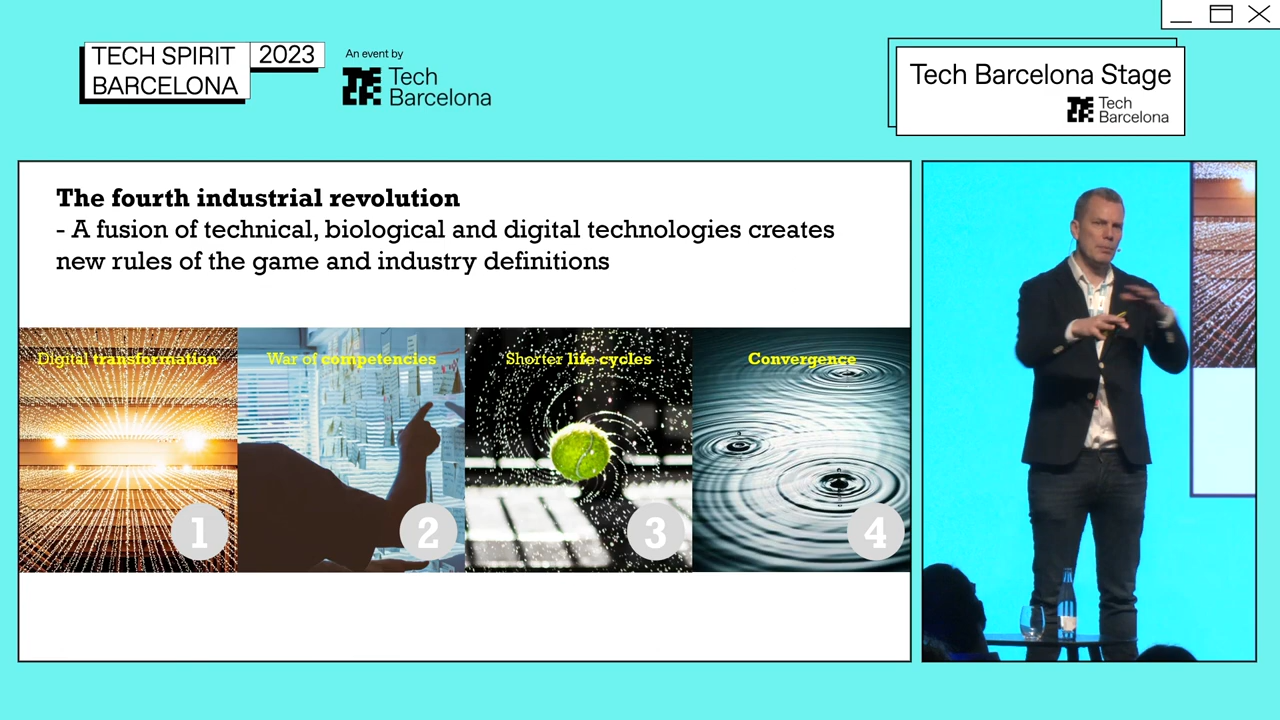 TECH SPIRIT
BARCELONA
2023
An event by
Tech
Barcelona
Tech Barcelona Stage
Tech
Barcelona
The fourth industrial revolution
- A fusion of technical, biological and digital technologies creates
new rules of the game and industry definitions
Digital transformation
War of competencies
Shorter life cycles
Convergence
1
2
3
4